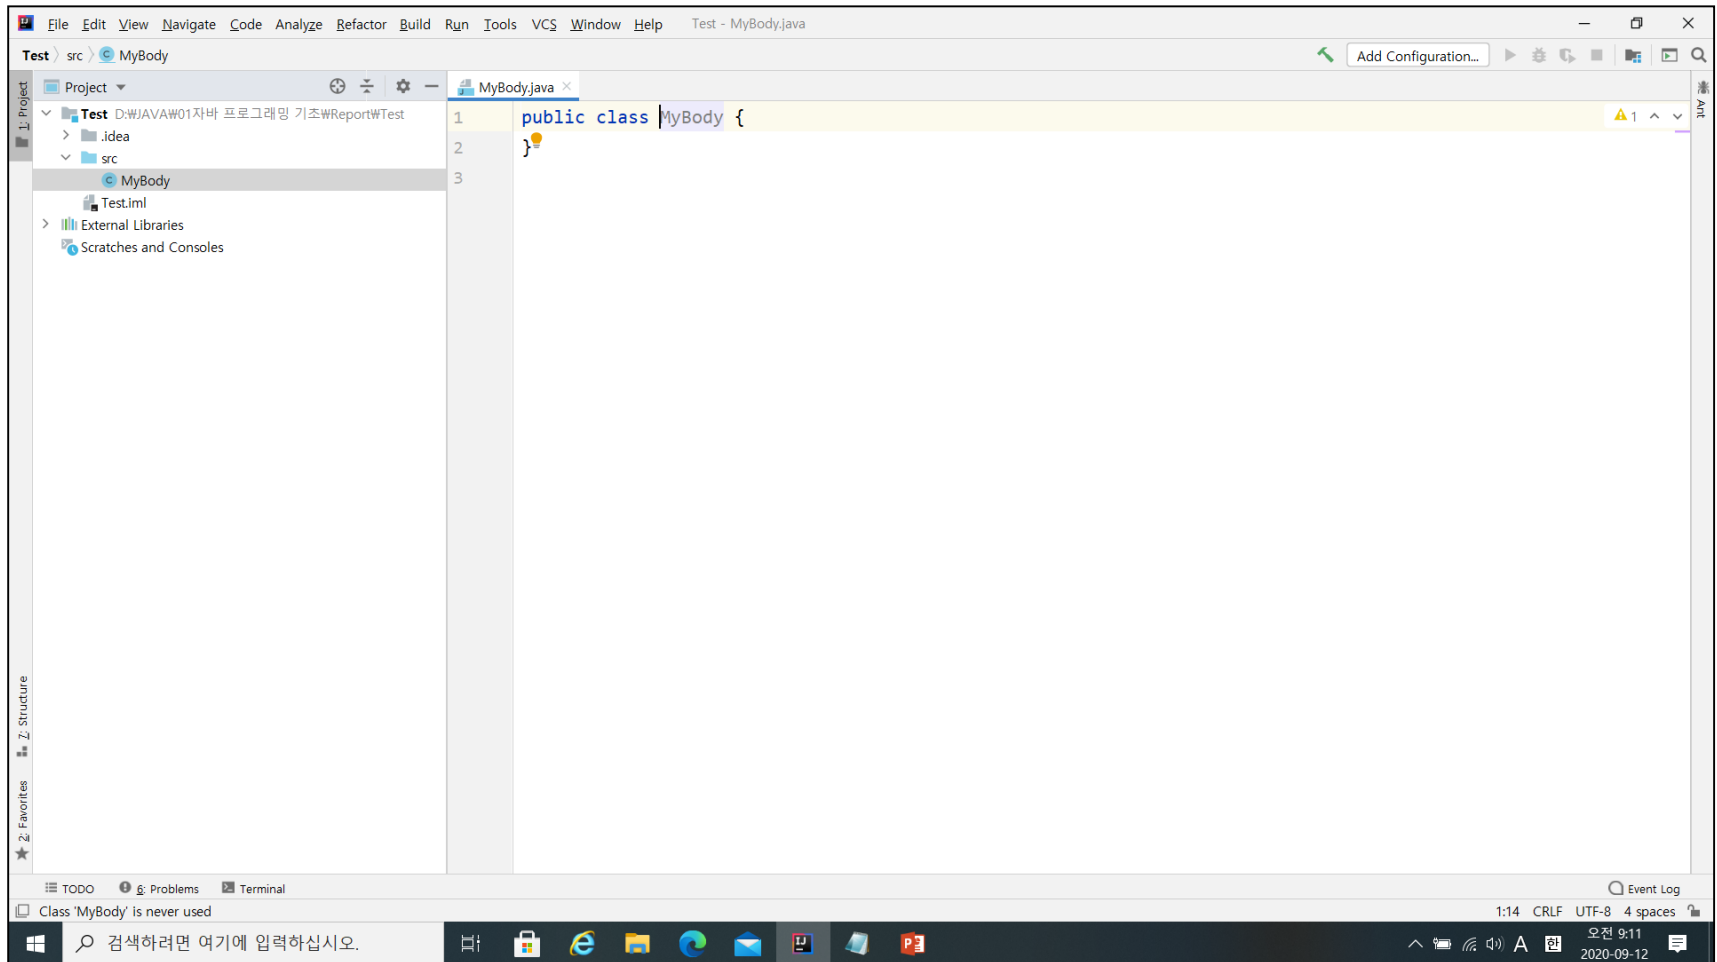 File Edit View Navigate Code Analyze Refactor Build Run Tools VCS Window Help Test - MyBody.java
Test src MyBody Add Configuration...
1: Project
Project
MyBody.java
Ant
Test D:₩JAVA₩01자바 프로그래밍 기초₩Report₩Test
.idea
src
MyBody
Test.iml
External Libraries
Scratches and Consoles
1 public class MyBody {
1
2 }
3
7: Structure
2: Favorites
TODO 6: Problems Terminal Event Log
Class 'MyBody' is never used 1:14 CRLF UTF-8 4 spaces
검색하려면 여기에 입력하십시오. A 한 오전 9:11
2020-09-12